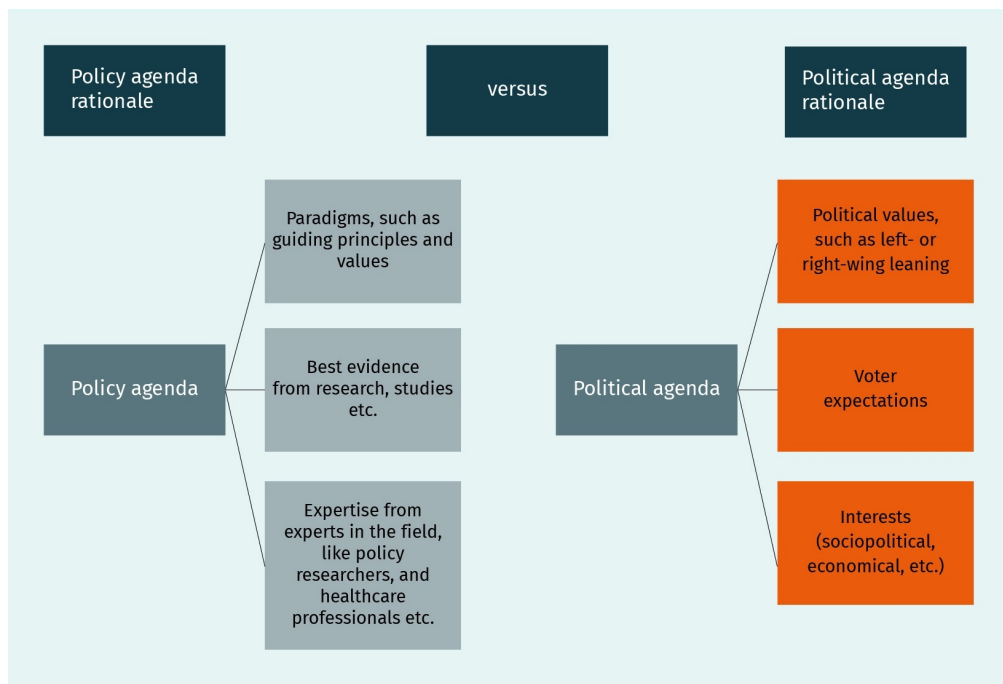 Policy agenda
rationale
versus
Political agenda
rationale
Policy agenda
Paradigms, such as
guiding principles and
values
Best evidence
from research, studies
etc.
Expertise from
experts in the field,
like policy
researchers, and
healthcare
professionals etc.
Political agenda
Political values,
such as left- or
right-wing leaning
Voter
expectations
Interests
(sociopolitical,
economical, etc.)